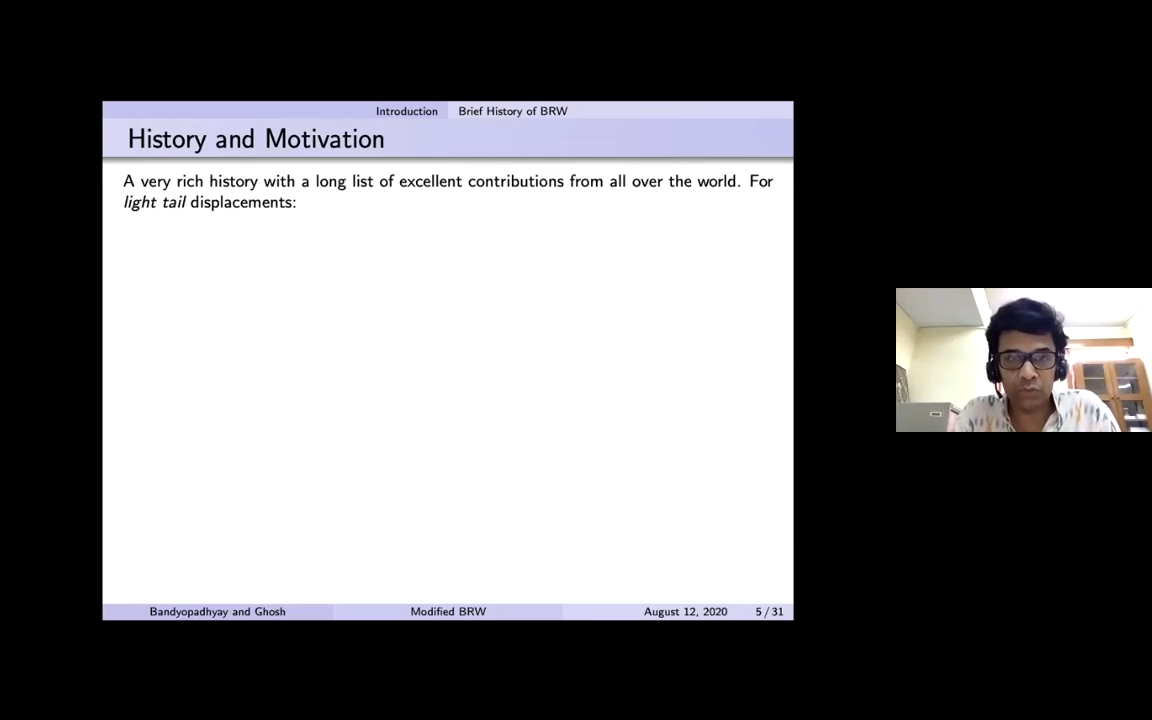 Introduction Brief History of BRW
History and Motivation
A very rich history with a long list of excellent contributions from all over the world. For
light tail displacements:
Bandyopadhyay and Ghosh Modified BRW August 12, 2020 5 / 31